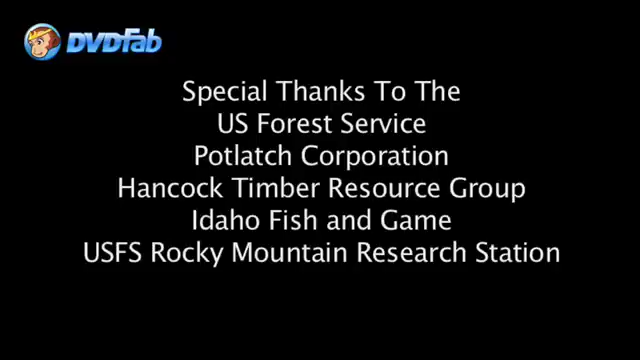 DVDFab
Special Thanks To The
US Forest Service
Potlatch Corporation
Hancock Timber Resource Group
Idaho Fish and Game
USFS Rocky Mountain Research Station